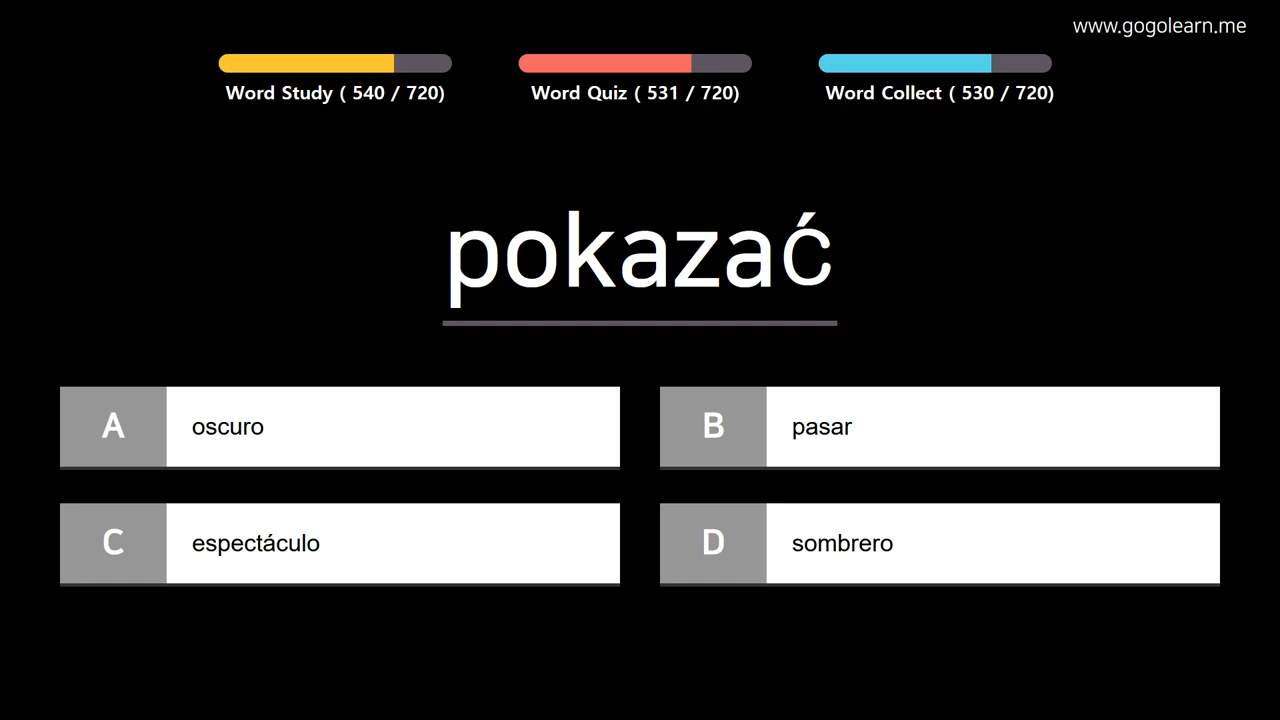 www.gogolearn.me
Word Study ( 540 / 720)
Word Quiz ( 531 / 720)
Word Collect ( 530 / 720)
pokazać
A oscuro
B pasar
C espectáculo
D sombrero